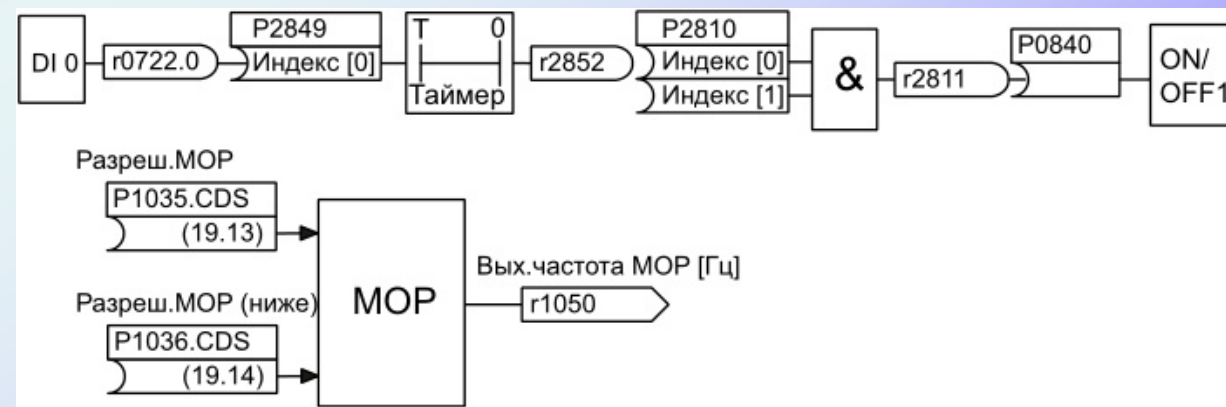 DI 0
r0722.0
P2849
Индекс [0]
T 0
Таймер
r2852
P2810
Индекс [0]
Индекс [1]
&
r2811
P0840
ON/
OFF1
Разреш.MOP
P1035.CDS
(19.13)
Разреш.MOP (ниже)
P1036.CDS
(19.14)
MOP
Вых.частота MOP [Гц]
r1050